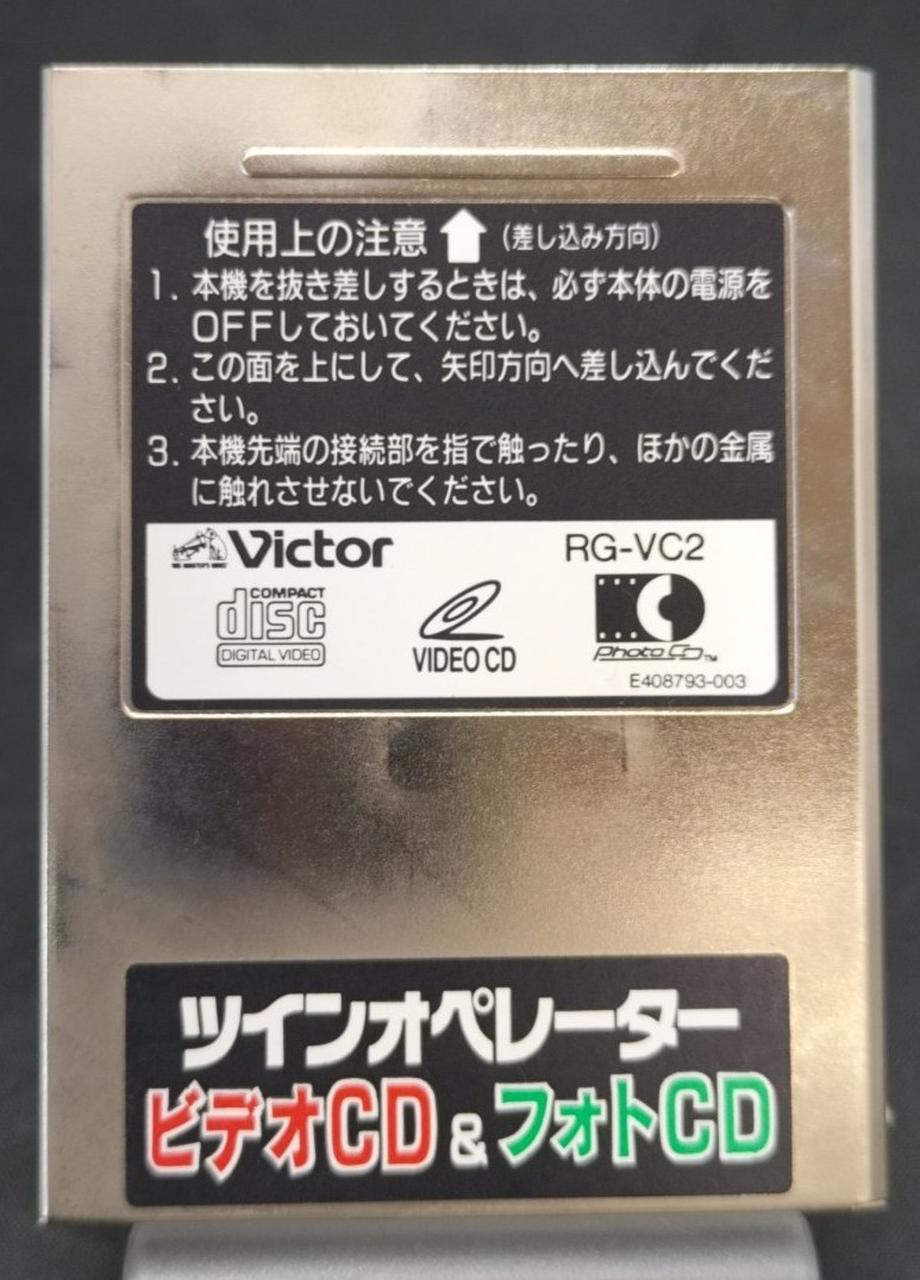 使用上の注意 (差し込み方向)
1. 本機を抜き差しするときは、必ず本体の電源を
OFFしておいてください。
2. この面を上にして、矢印方向へ差し込んでくだ
さい。
3. 本機先端の接続部を指で触ったり、ほかの金属
に触れさせないでください。
Victor RG-VC2
COMPACT
disc
DIGITAL VIDEO
VIDEO CD
Photo CD™
E408793-003
ツインオペレーター
ビデオCD & フォトCD